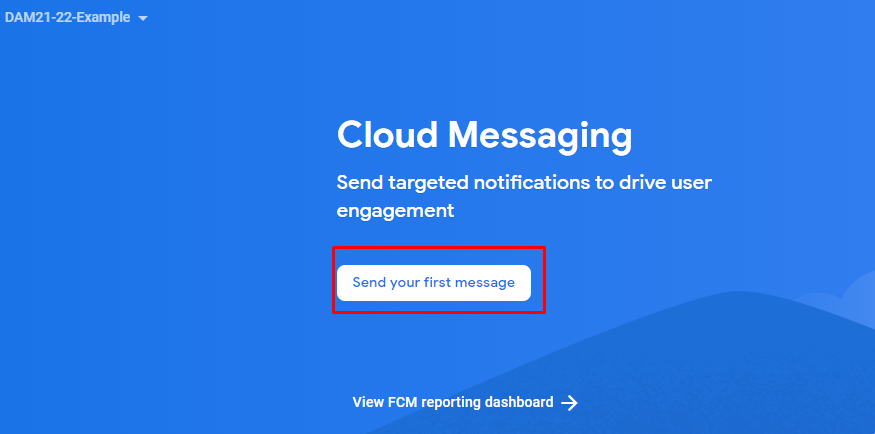 DAM21-22-Example
Cloud Messaging
Send targeted notifications to drive user
engagement
Send your first message
View FCM reporting dashboard